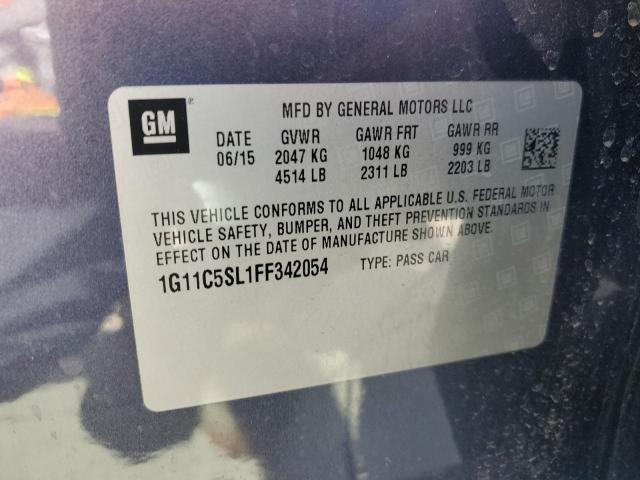 GM
MFD BY GENERAL MOTORS LLC
DATE GVWR GAWR FRT GAWR RR
06/15 2047 KG 1048 KG 999 KG
4514 LB 2311 LB 2203 LB
THIS VEHICLE CONFORMS TO ALL APPLICABLE U.S. FEDERAL MOTOR
VEHICLE SAFETY, BUMPER, AND THEFT PREVENTION STANDARDS IN
EFFECT ON THE DATE OF MANUFACTURE SHOWN ABOVE.
1G11C5SL1FF342054 TYPE: PASS CAR